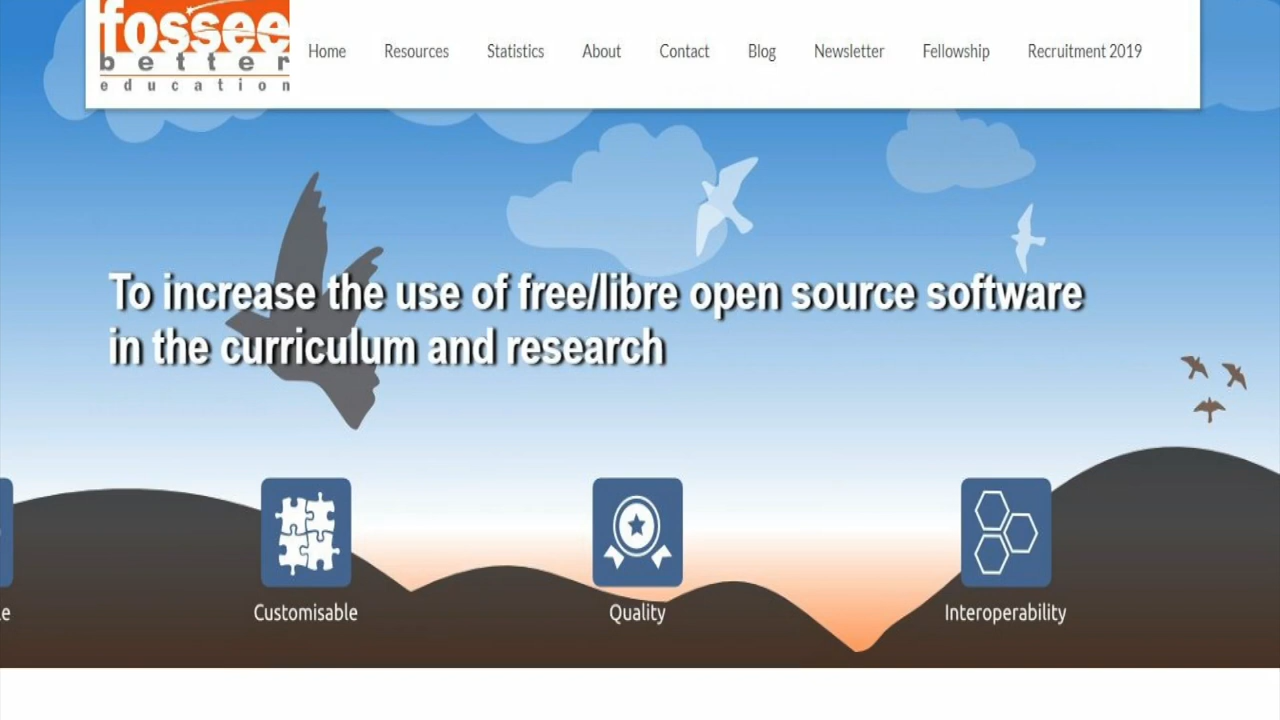 fossee
better
education
Home Resources Statistics About Contact Blog Newsletter Fellowship Recruitment 2019
To increase the use of free/libre open source software
in the curriculum and research
Customisable Quality Interoperability